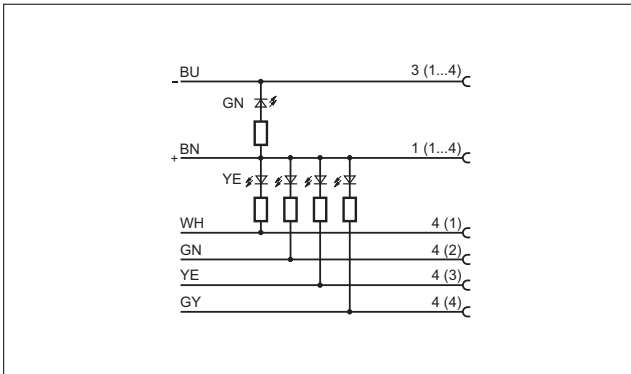 BU 3 (1...4)
-
GN
BN 1 (1...4)
+
YE
WH 4 (1)
GN 4 (2)
YE 4 (3)
GY 4 (4)